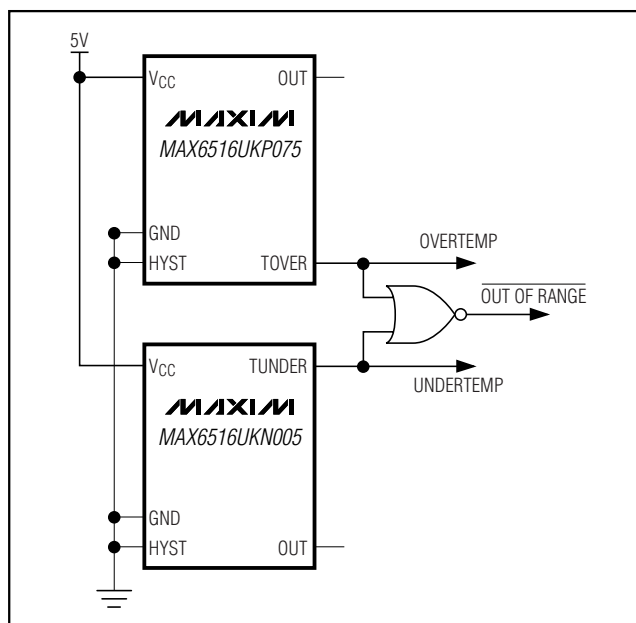 5V
VCC
OUT
MAXIM
MAX6516UKP075
GND
HYST
TOVER
OVERTEMP
OUT OF RANGE
VCC
TUNDER
UNDERTEMP
MAXIM
MAX6516UKN005
GND
HYST
OUT